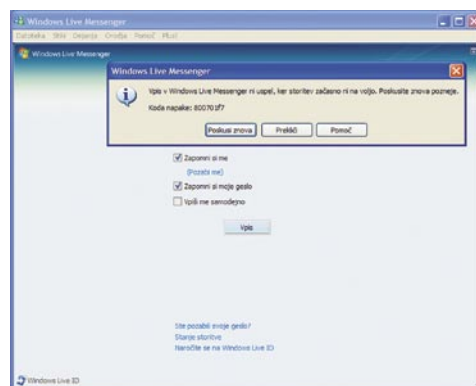 Windows Live Messenger
Datoteka Stiki Dejanja Orodja Pomoč
Windows Live Messenger
Windows Live Messenger
Vpis v Windows Live Messenger ni uspel, ker storitev začasno ni na voljo. Poskusite znova pozneje.
Koda napake: 800701f7
Poskusi znova Prekliči Pomoč
Zapomni si me
(Pozabi me)
Zapomni si moje geslo
Vpiši me samodejno
Vpis
Ste pozabili svoje geslo?
Stanje storitve
Naročite se na Windows Live ID
Windows Live ID